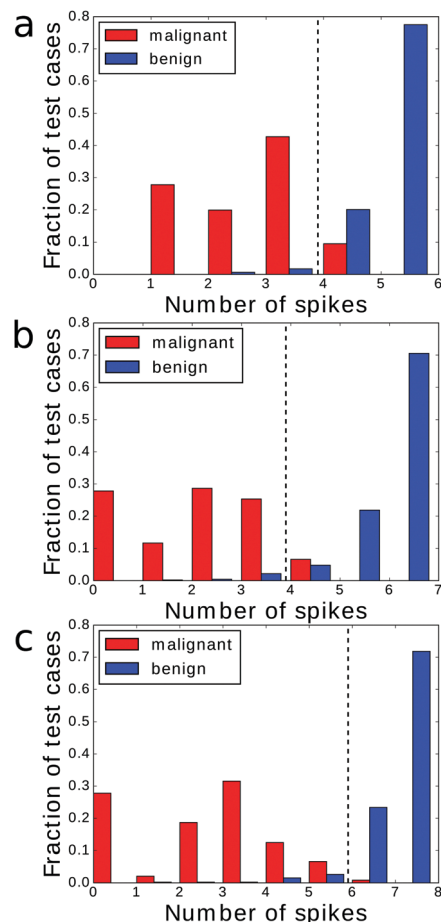 a
0.8
0.7
0.6
0.5
0.4
0.3
0.2
0.1
0.0
Fraction of test cases
malignant
benign
0 1 2 3 4 5 6
Number of spikes
b
0.8
0.7
0.6
0.5
0.4
0.3
0.2
0.1
0.0
Fraction of test cases
malignant
benign
0 1 2 3 4 5 6 7
Number of spikes
c
0.8
0.7
0.6
0.5
0.4
0.3
0.2
0.1
0.0
Fraction of test cases
malignant
benign
0 1 2 3 4 5 6 7 8
Number of spikes